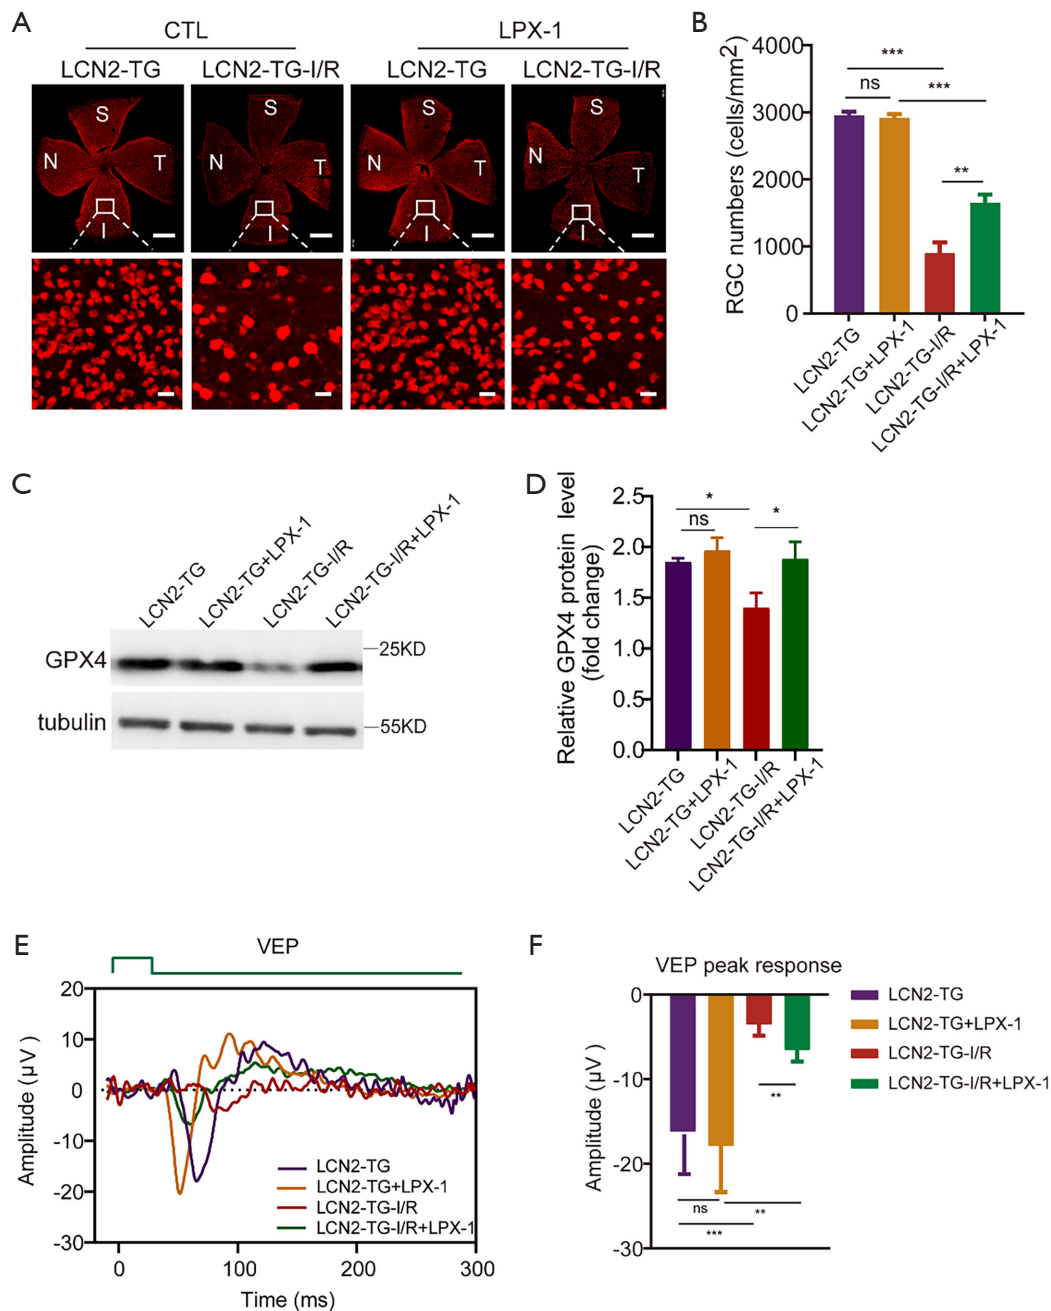 A
CTL
LPX-1
LCN2-TG
LCN2-TG-I/R
LCN2-TG
LCN2-TG-I/R
S
N
T
I
S
N
T
I
B
RGC numbers (cells/mm2)
4000
3000
2000
1000
0
***
ns
***
**
LCN2-TG
LCN2-TG+LPX-1
LCN2-TG-I/R
LCN2-TG-I/R+LPX-1
C
LCN2-TG
LCN2-TG+LPX-1
LCN2-TG-I/R
LCN2-TG-I/R+LPX-1
GPX4
25KD
tubulin
55KD
D
Relative GPX4 protein level
(fold change)
2.5
2.0
1.5
1.0
0.5
0.0
*
ns
*
LCN2-TG
LCN2-TG+LPX-1
LCN2-TG-I/R
LCN2-TG-I/R+LPX-1
E
VEP
Amplitude (µV )
20
10
0
-10
-20
-30
LCN2-TG
LCN2-TG+LPX-1
LCN2-TG-I/R
LCN2-TG-I/R+LPX-1
0
100
200
300
Time (ms)
F
VEP peak response
Amplitude (µV)
0
-10
-20
-30
**
ns
**
***
LCN2-TG
LCN2-TG+LPX-1
LCN2-TG-I/R
LCN2-TG-I/R+LPX-1